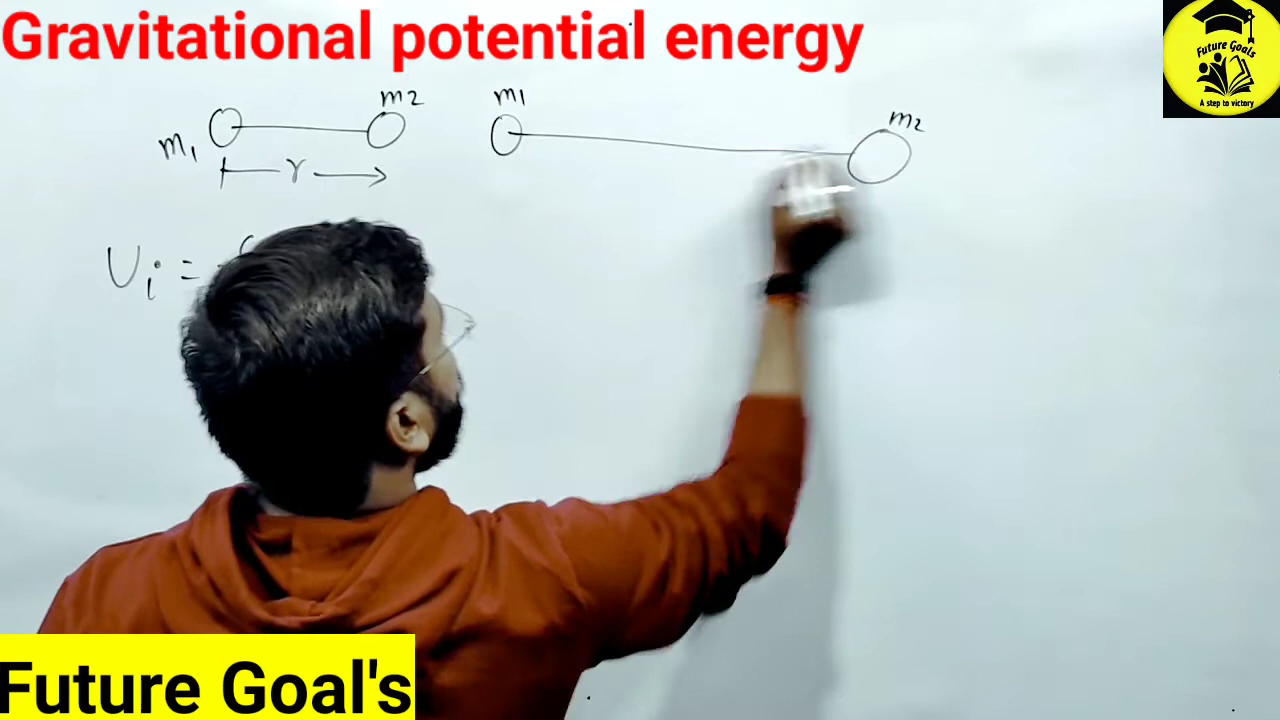 Gravitational potential energy
Future Goals
A step to victory
m1 m2
r
m1 m2
Ui =
Future Goal's